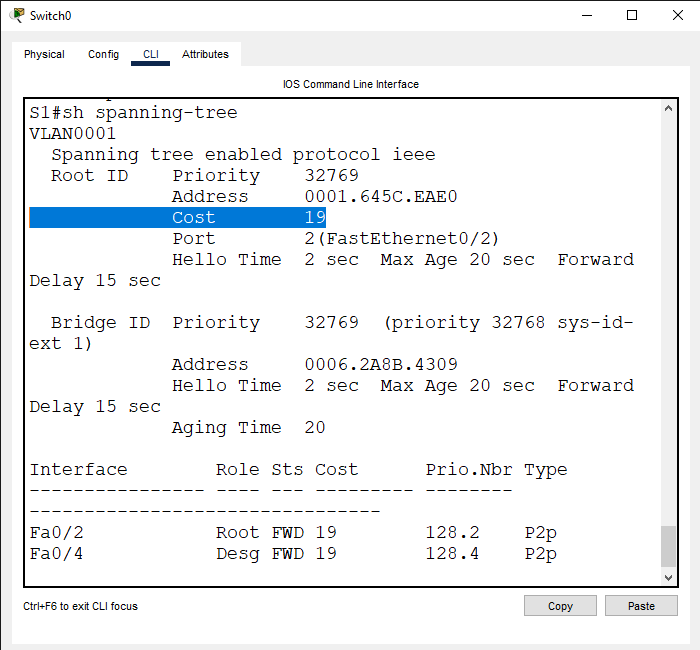 Switch0
Physical Config CLI Attributes
IOS Command Line Interface
S1#sh spanning-tree
VLAN0001
  Spanning tree enabled protocol ieee
  Root ID    Priority    32769
             Address     0001.645C.EAE0
             Cost        19
             Port        2(FastEthernet0/2)
             Hello Time  2 sec  Max Age 20 sec  Forward
Delay 15 sec
  Bridge ID  Priority    32769  (priority 32768 sys-id-
ext 1)
             Address     0006.2A8B.4309
             Hello Time  2 sec  Max Age 20 sec  Forward
Delay 15 sec
             Aging Time  20
Interface        Role Sts Cost      Prio.Nbr Type
---------------- ---- --- --------- --------
--------------------------------
Fa0/2            Root FWD 19        128.2    P2p
Fa0/4            Desg FWD 19        128.4    P2p
Ctrl+F6 to exit CLI focus
Copy Paste